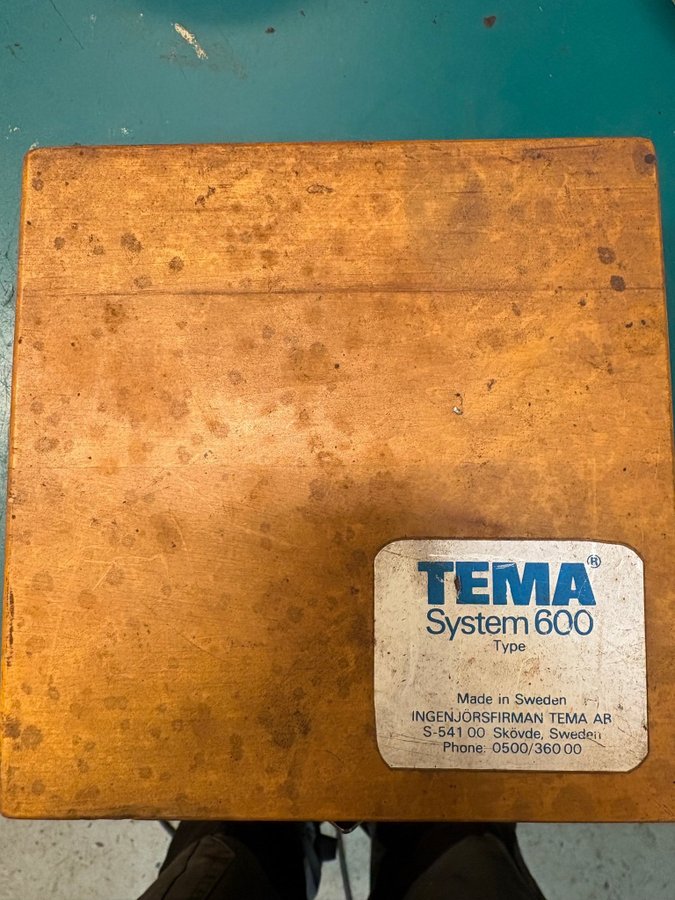 TEMA®
System 600
Type
Made in Sweden
INGENJÖRSFIRMAN TEMA AB
S-541 00 Skövde, Sweden
Phone: 0500/360 00